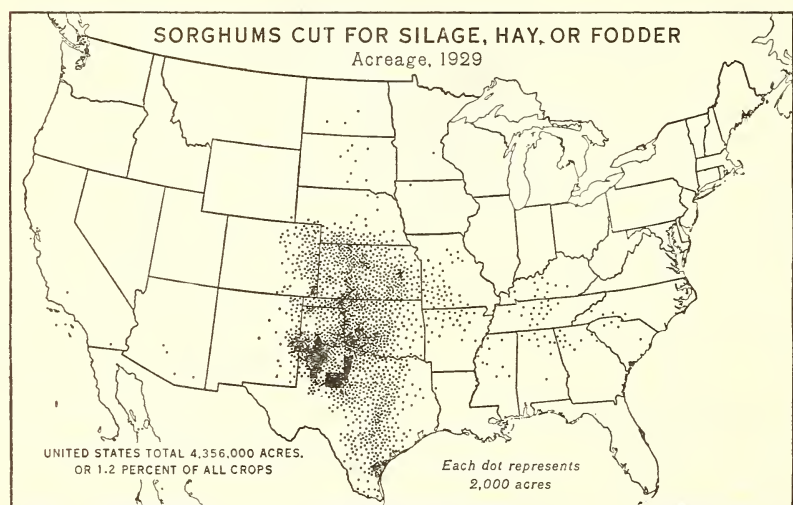 SORGHUMS CUT FOR SILAGE, HAY, OR FODDER
Acreage, 1929
UNITED STATES TOTAL 4,356,000 ACRES,
OR 1.2 PERCENT OF ALL CROPS
Each dot represents
2,000 acres